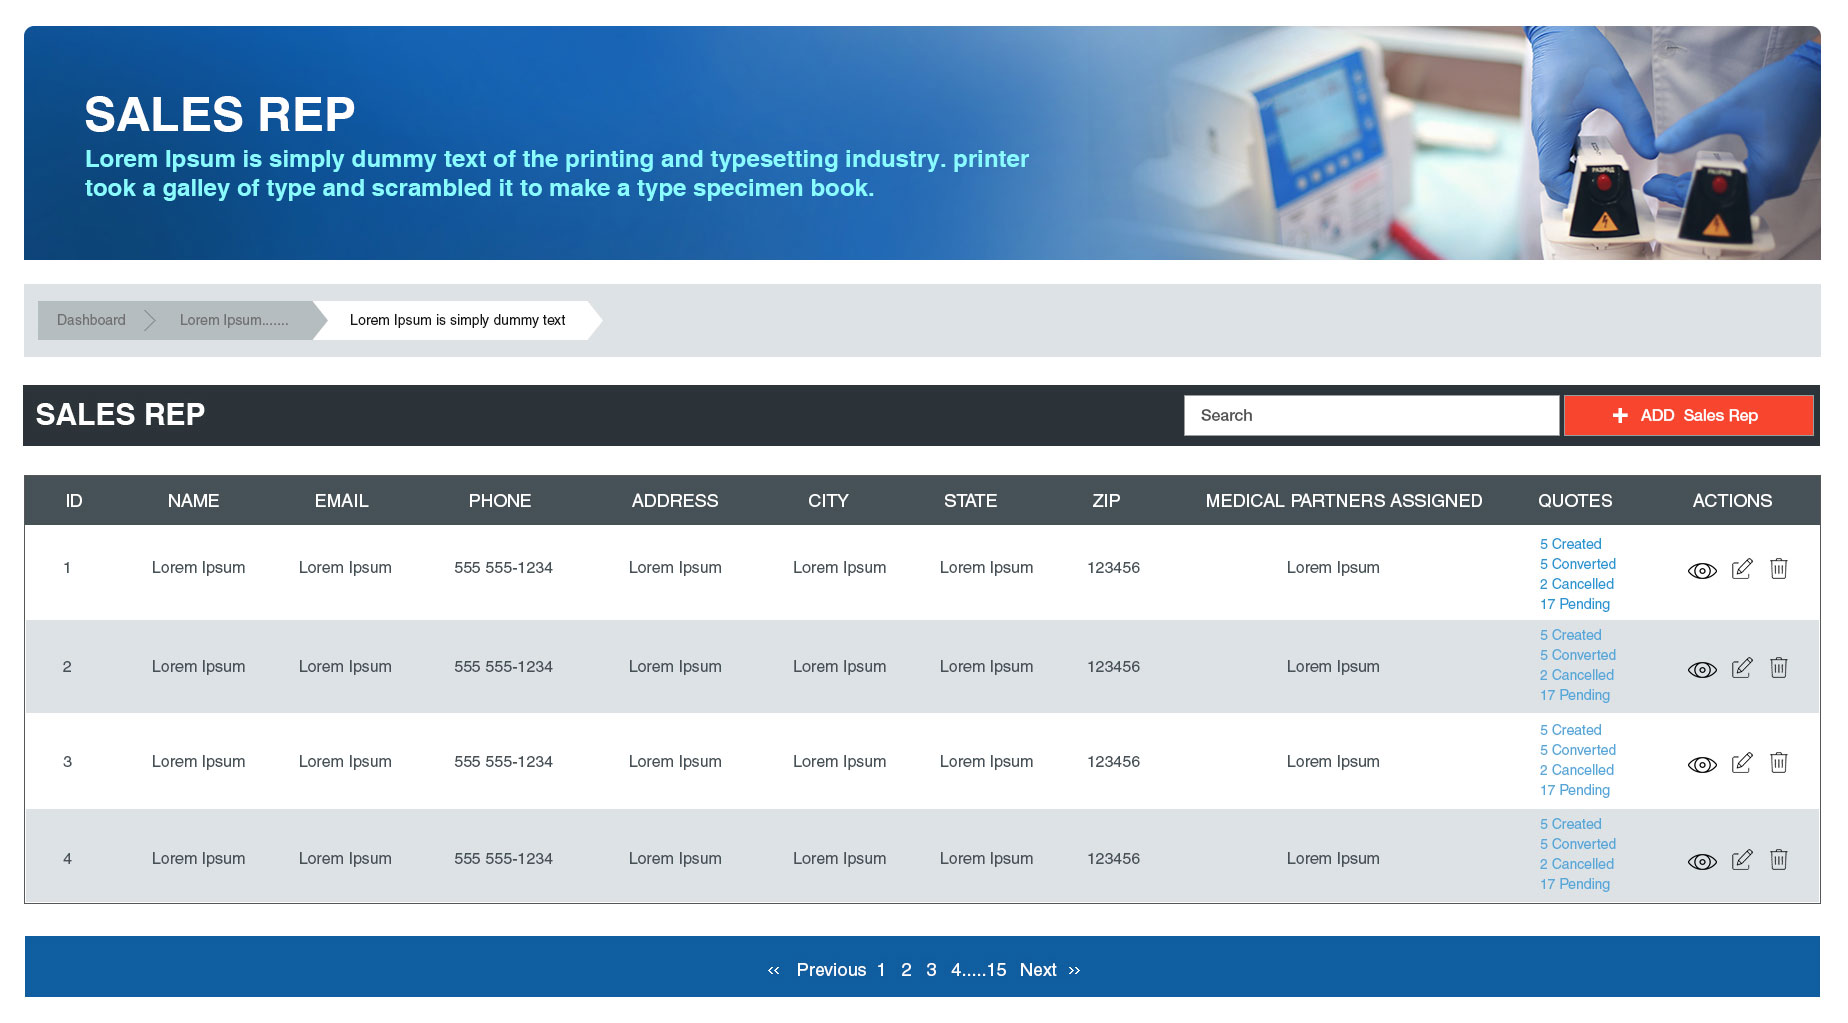 SALES REP
Lorem Ipsum is simply dummy text of the printing and typesetting industry. printer
took a galley of type and scrambled it to make a type specimen book.
РАЗРЯД
РАЗРЯД
Dashboard Lorem Ipsum....... Lorem Ipsum is simply dummy text
SALES REP Search + ADD Sales Rep
ID NAME EMAIL PHONE ADDRESS CITY STATE ZIP MEDICAL PARTNERS ASSIGNED QUOTES ACTIONS
1 Lorem Ipsum Lorem Ipsum 555 555-1234 Lorem Ipsum Lorem Ipsum Lorem Ipsum 123456 Lorem Ipsum
5 Created
5 Converted
2 Cancelled
17 Pending
2 Lorem Ipsum Lorem Ipsum 555 555-1234 Lorem Ipsum Lorem Ipsum Lorem Ipsum 123456 Lorem Ipsum
5 Created
5 Converted
2 Cancelled
17 Pending
3 Lorem Ipsum Lorem Ipsum 555 555-1234 Lorem Ipsum Lorem Ipsum Lorem Ipsum 123456 Lorem Ipsum
5 Created
5 Converted
2 Cancelled
17 Pending
4 Lorem Ipsum Lorem Ipsum 555 555-1234 Lorem Ipsum Lorem Ipsum Lorem Ipsum 123456 Lorem Ipsum
5 Created
5 Converted
2 Cancelled
17 Pending
‹‹ Previous 1 2 3 4.....15 Next ››